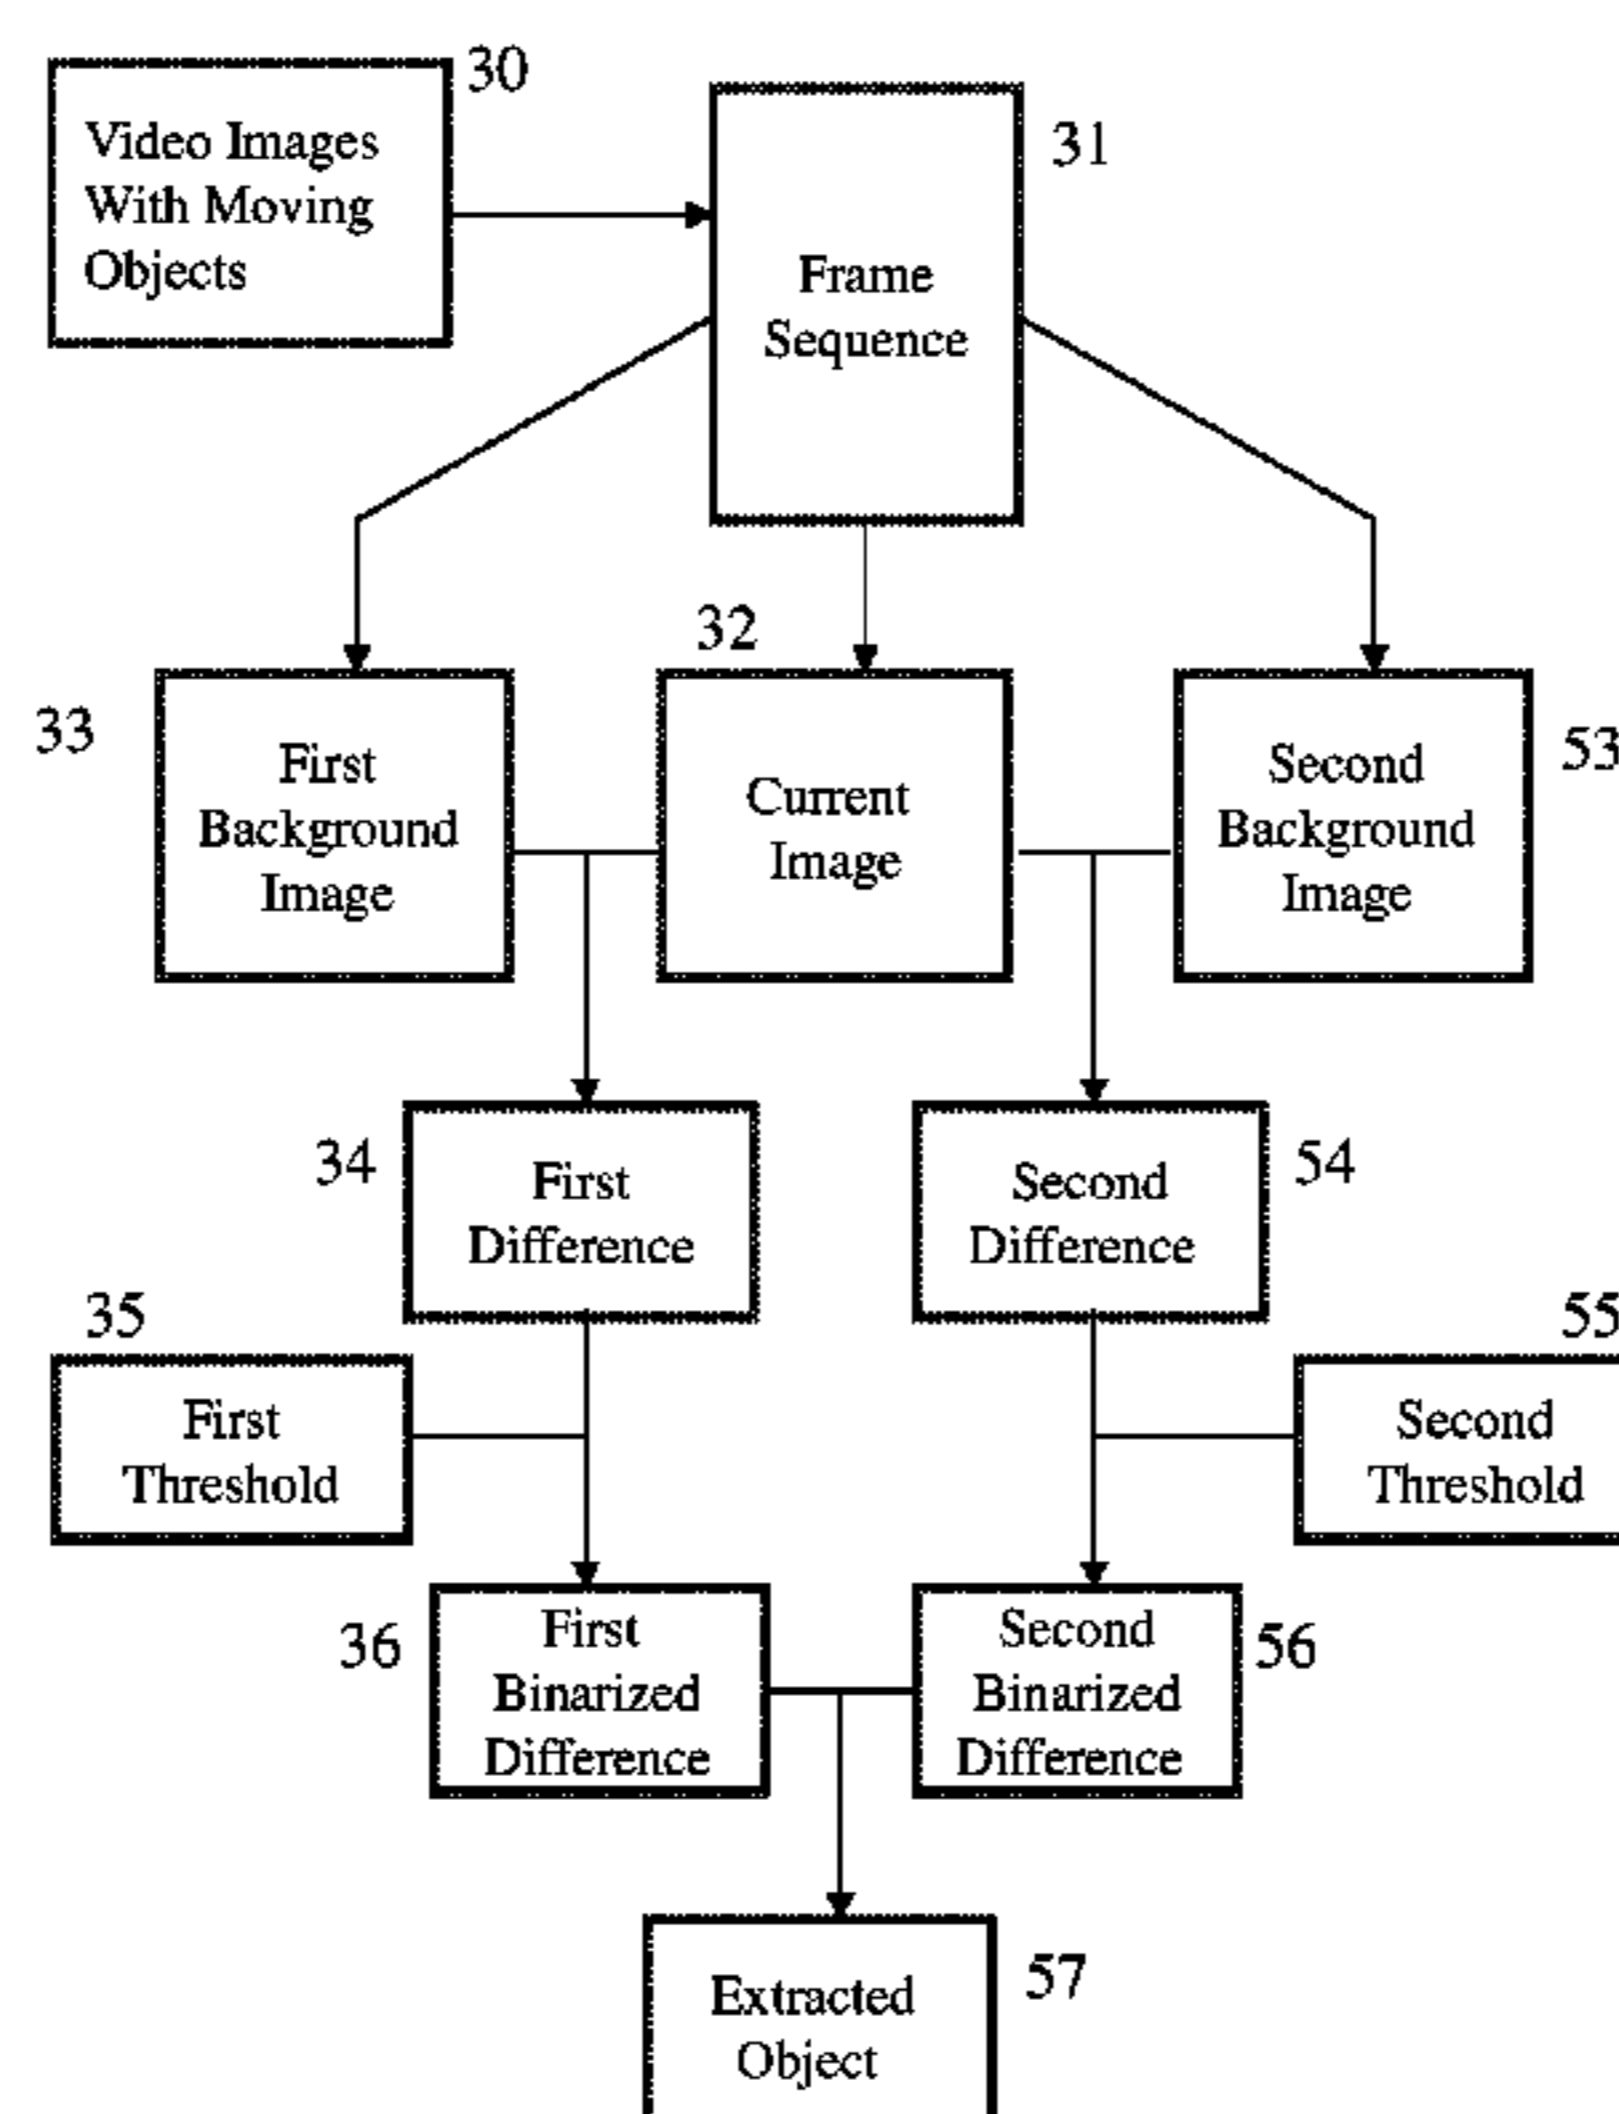 30
Video Images
With Moving
Objects
31
Frame
Sequence
32
33
First
Background
Image
Current
Image
Second
Background
Image
53
34
First
Difference
Second
Difference
54
35
First
Threshold
55
Second
Threshold
36
First
Binarized
Difference
Second
Binarized
Difference
56
Extracted
Object
57